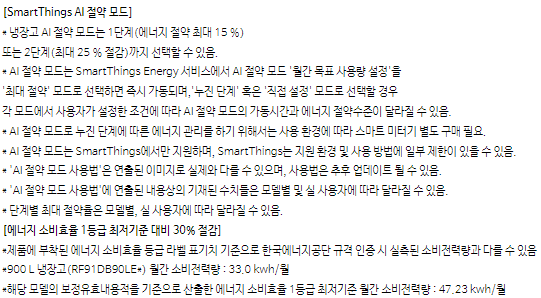 [SmartThings AI 절약 모드]
* 냉장고 AI 절약 모드는 1단계(에너지 절약 최대 15 %)
또는 2단계(최대 25 % 절감)까지 선택할 수 있음.
* AI 절약 모드는 SmartThings Energy 서비스에서 AI 절약 모드 '월간 목표 사용량 설정'을
'최대 절약' 모드로 선택하면 즉시 가동되며,'누진 단계' 혹은 '직접 설정' 모드로 선택할 경우
각 모드에서 사용자가 설정한 조건에 따라 AI 절약 모드의 가동시간과 에너지 절약수준이 달라질 수 있음.
* AI 절약 모드로 누진 단계에 따른 에너지 관리를 하기 위해서는 사용 환경에 따라 스마트 미터기 별도 구매 필요.
* AI 절약 모드는 SmartThings에서만 지원하며, SmartThings는 지원 환경 및 사용 방법에 일부 제한이 있을 수 있음.
* 'AI 절약 모드 사용법'은 연출된 이미지로 실제와 다를 수 있으며, 사용법은 추후 업데이트 될 수 있음.
* 'AI 절약 모드 사용법'에 연출된 내용상의 기재된 수치들은 모델별 및 실 사용자에 따라 달라질 수 있음.
* 단계별 최대 절약률은 모델별, 실 사용자에 따라 달라질 수 있음.
[에너지 소비효율 1등급 최저기준 대비 30% 절감]
*제품에 부착된 에너지 소비효율 등급 라벨 표기치 기준으로 한국에너지공단 규격 인증 시 실측된 소비전력량과 다를 수 있음
*900 L 냉장고(RF91DB90LE*) 월간 소비전력량 : 33.0 kwh/월
*해당 모델의 보정유효내용적을 기준으로 산출한 에너지 소비효율 1등급 최저기준 월간 소비전력량 : 47.23 kwh/월